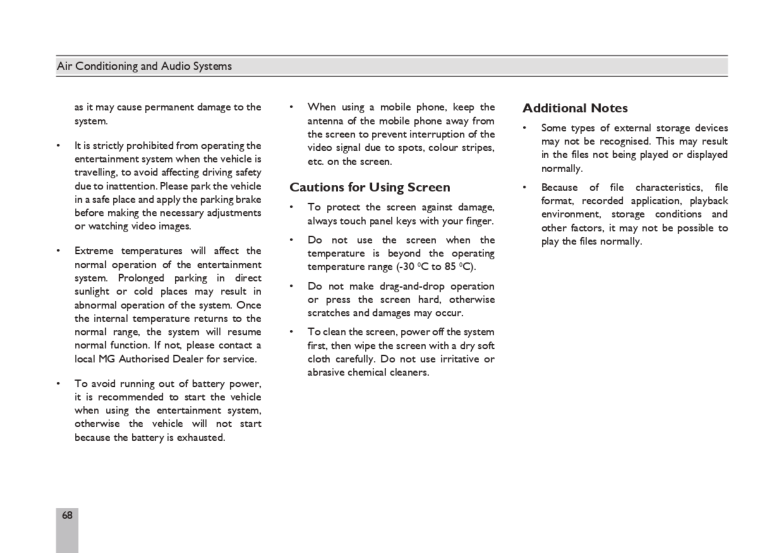 Air Conditioning and Audio Systems
as it may cause permanent damage to the
system.
• It is strictly prohibited from operating the
entertainment system when the vehicle is
travelling, to avoid affecting driving safety
due to inattention. Please park the vehicle
in a safe place and apply the parking brake
before making the necessary adjustments
or watching video images.
• Extreme temperatures will affect the
normal operation of the entertainment
system. Prolonged parking in direct
sunlight or cold places may result in
abnormal operation of the system. Once
the internal temperature returns to the
normal range, the system will resume
normal function. If not, please contact a
local MG Authorised Dealer for service.
• To avoid running out of battery power,
it is recommended to start the vehicle
when using the entertainment system,
otherwise the vehicle will not start
because the battery is exhausted.
• When using a mobile phone, keep the
antenna of the mobile phone away from
the screen to prevent interruption of the
video signal due to spots, colour stripes,
etc. on the screen.
Cautions for Using Screen
• To protect the screen against damage,
always touch panel keys with your finger.
• Do not use the screen when the
temperature is beyond the operating
temperature range (-30 ⁰C to 85 ⁰C).
• Do not make drag-and-drop operation
or press the screen hard, otherwise
scratches and damages may occur.
• To clean the screen, power off the system
first, then wipe the screen with a dry soft
cloth carefully. Do not use irritative or
abrasive chemical cleaners.
Additional Notes
• Some types of external storage devices
may not be recognised. This may result
in the files not being played or displayed
normally.
• Because of file characteristics, file
format, recorded application, playback
environment, storage conditions and
other factors, it may not be possible to
play the files normally.
68